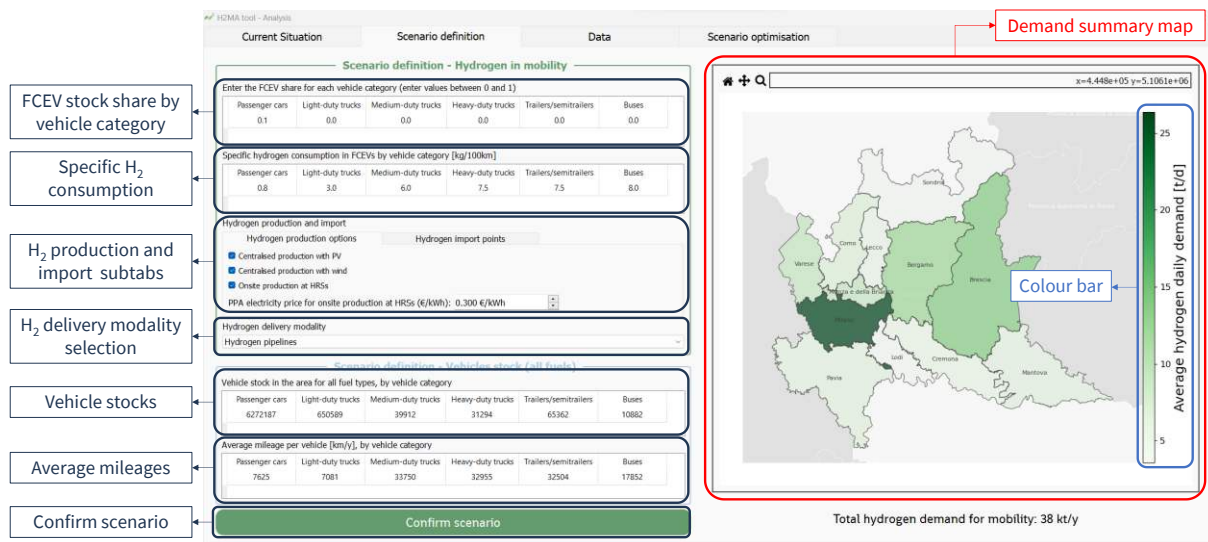 H2MA tool - Analysis
Current Situation
Scenario definition
Data
Scenario optimisation
Demand summary map
Scenario definition - Hydrogen in mobility
Enter the FCEV share for each vehicle category (enter values between 0 and 1)
Passenger cars Light-duty trucks Medium-duty trucks Heavy-duty trucks Trailers/semitrailers Buses
0.1 0.0 0.0 0.0 0.0 0.0
FCEV stock share by
vehicle category
Specific hydrogen consumption in FCEVs by vehicle category [kg/100km]
Passenger cars Light-duty trucks Medium-duty trucks Heavy-duty trucks Trailers/semitrailers Buses
0.8 3.0 6.0 7.5 7.5 8.0
Specific H₂
consumption
Hydrogen production and import
Hydrogen production options
Hydrogen import points
Centralised production with PV
Centralised production with wind
Onsite production at HRSs
PPA electricity price for onsite production at HRSs (€/kWh): 0.300 €/kWh
H₂ production and
import subtabs
Hydrogen delivery modality
Hydrogen pipelines
H₂ delivery modality
selection
Scenario definition - Vehicles stock (all fuels)
Vehicle stock in the area for all fuel types, by vehicle category
Passenger cars Light-duty trucks Medium-duty trucks Heavy-duty trucks Trailers/semitrailers Buses
6272187 650589 39912 31294 65362 10882
Vehicle stocks
Average mileage per vehicle [km/y], by vehicle category
Passenger cars Light-duty trucks Medium-duty trucks Heavy-duty trucks Trailers/semitrailers Buses
7625 7081 33750 32955 32504 17852
Average mileages
Confirm scenario
Confirm scenario
x=4.448e+05 y=5.1061e+06
Sondrio
Como
Lecco
Varese
Bergamo
Brescia
e della Brianza
Milano
Lodi
Cremona
Mantova
Pavia
25
20
15
10
5
Average hydrogen daily demand [t/d]
Colour bar
Total hydrogen demand for mobility: 38 kt/y